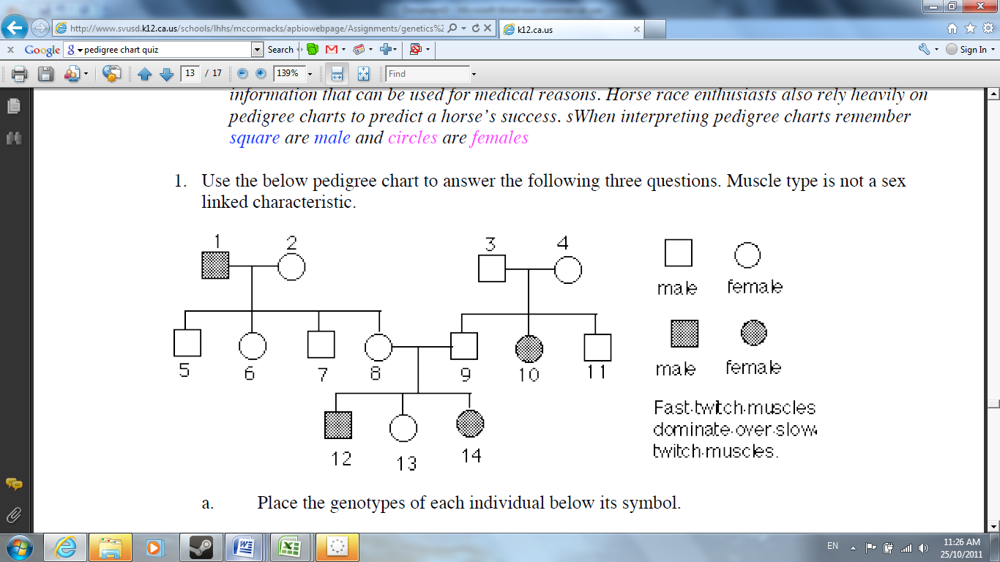 Document1 - Microsoft Word non-commercial use
http://www.svusd.k12.ca.us/schools/lhhs/mccormacks/apbiowebpage/Assignments/genetics%2
k12.ca.us
x Google pedigree chart quiz Search Sign In
13 / 17 139% Find
information that can be used for medical reasons. Horse race enthusiasts also rely heavily on
pedigree charts to predict a horse's success. sWhen interpreting pedigree charts remember
square are male and circles are females
1. Use the below pedigree chart to answer the following three questions. Muscle type is not a sex
linked characteristic.
1 2 3 4
male female
5 6 7 8 9 10 11
male female
12 13 14
Fast twitch muscles
dominate over slow
twitch muscles.
a. Place the genotypes of each individual below its symbol.
EN 11:26 AM
25/10/2011